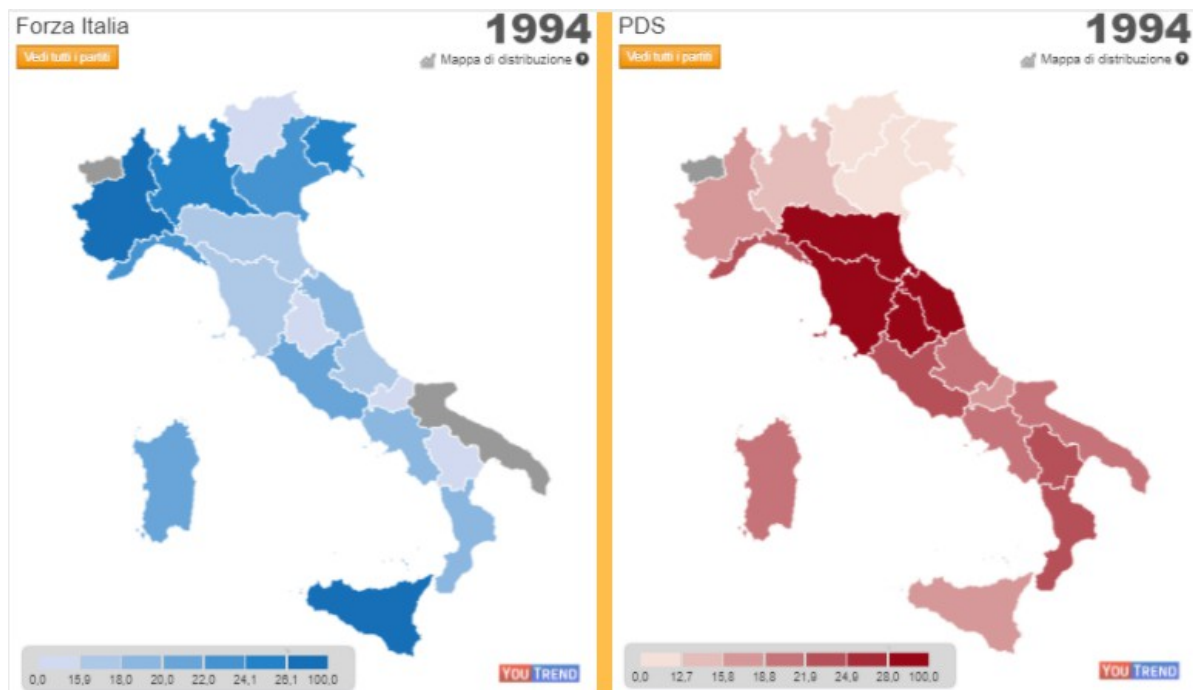 Forza Italia
1994
Vedi tutti i partiti
Mappa di distribuzione ?
0,0 15,9 18,0 20,0 22,0 24,1 26,1 100,0
YOU TREND
PDS
1994
Vedi tutti i partiti
Mappa di distribuzione ?
0,0 12,7 15,8 18,8 21,9 24,9 28,0 100,0
YOU TREND